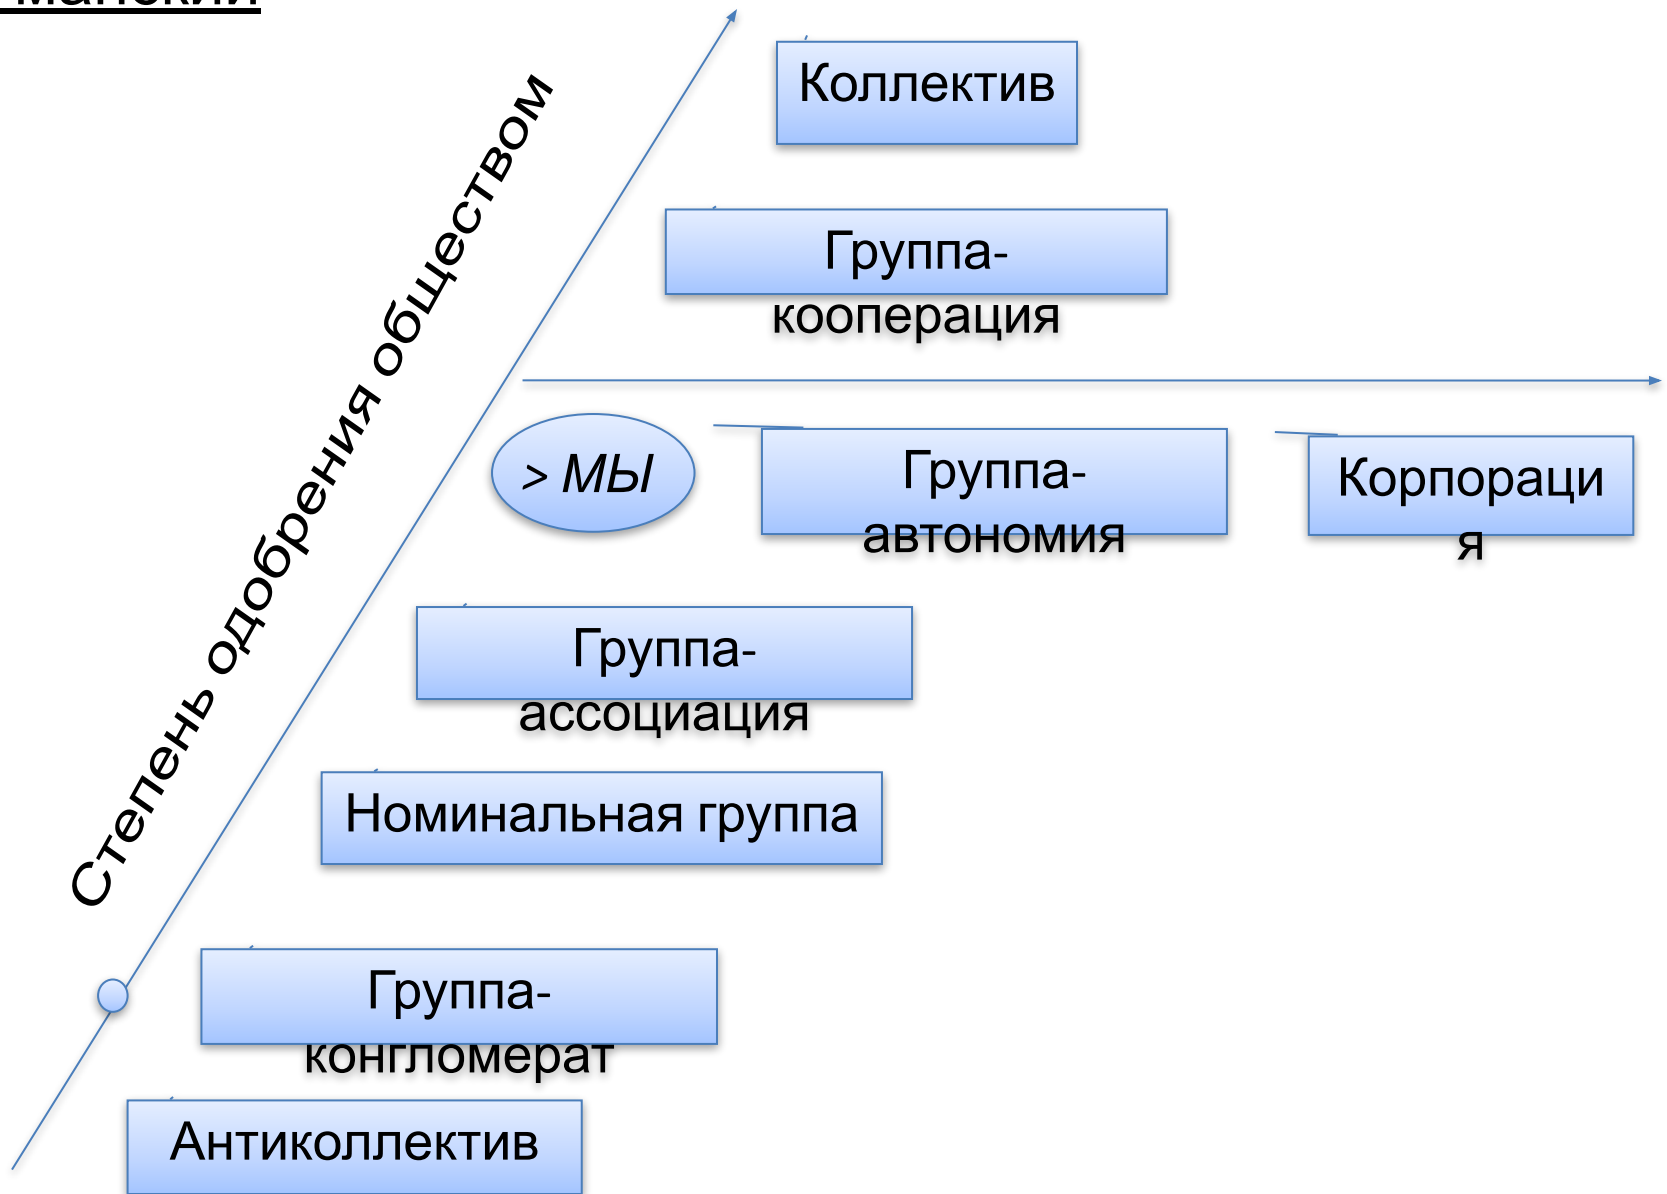 Степень одобрения обществом
Коллектив
Группа-
кооперация
> МЫ
Группа-
автономия
Корпораци
я
Группа-
ассоциация
Номинальная группа
Группа-
конгломерат
Антиколлектив